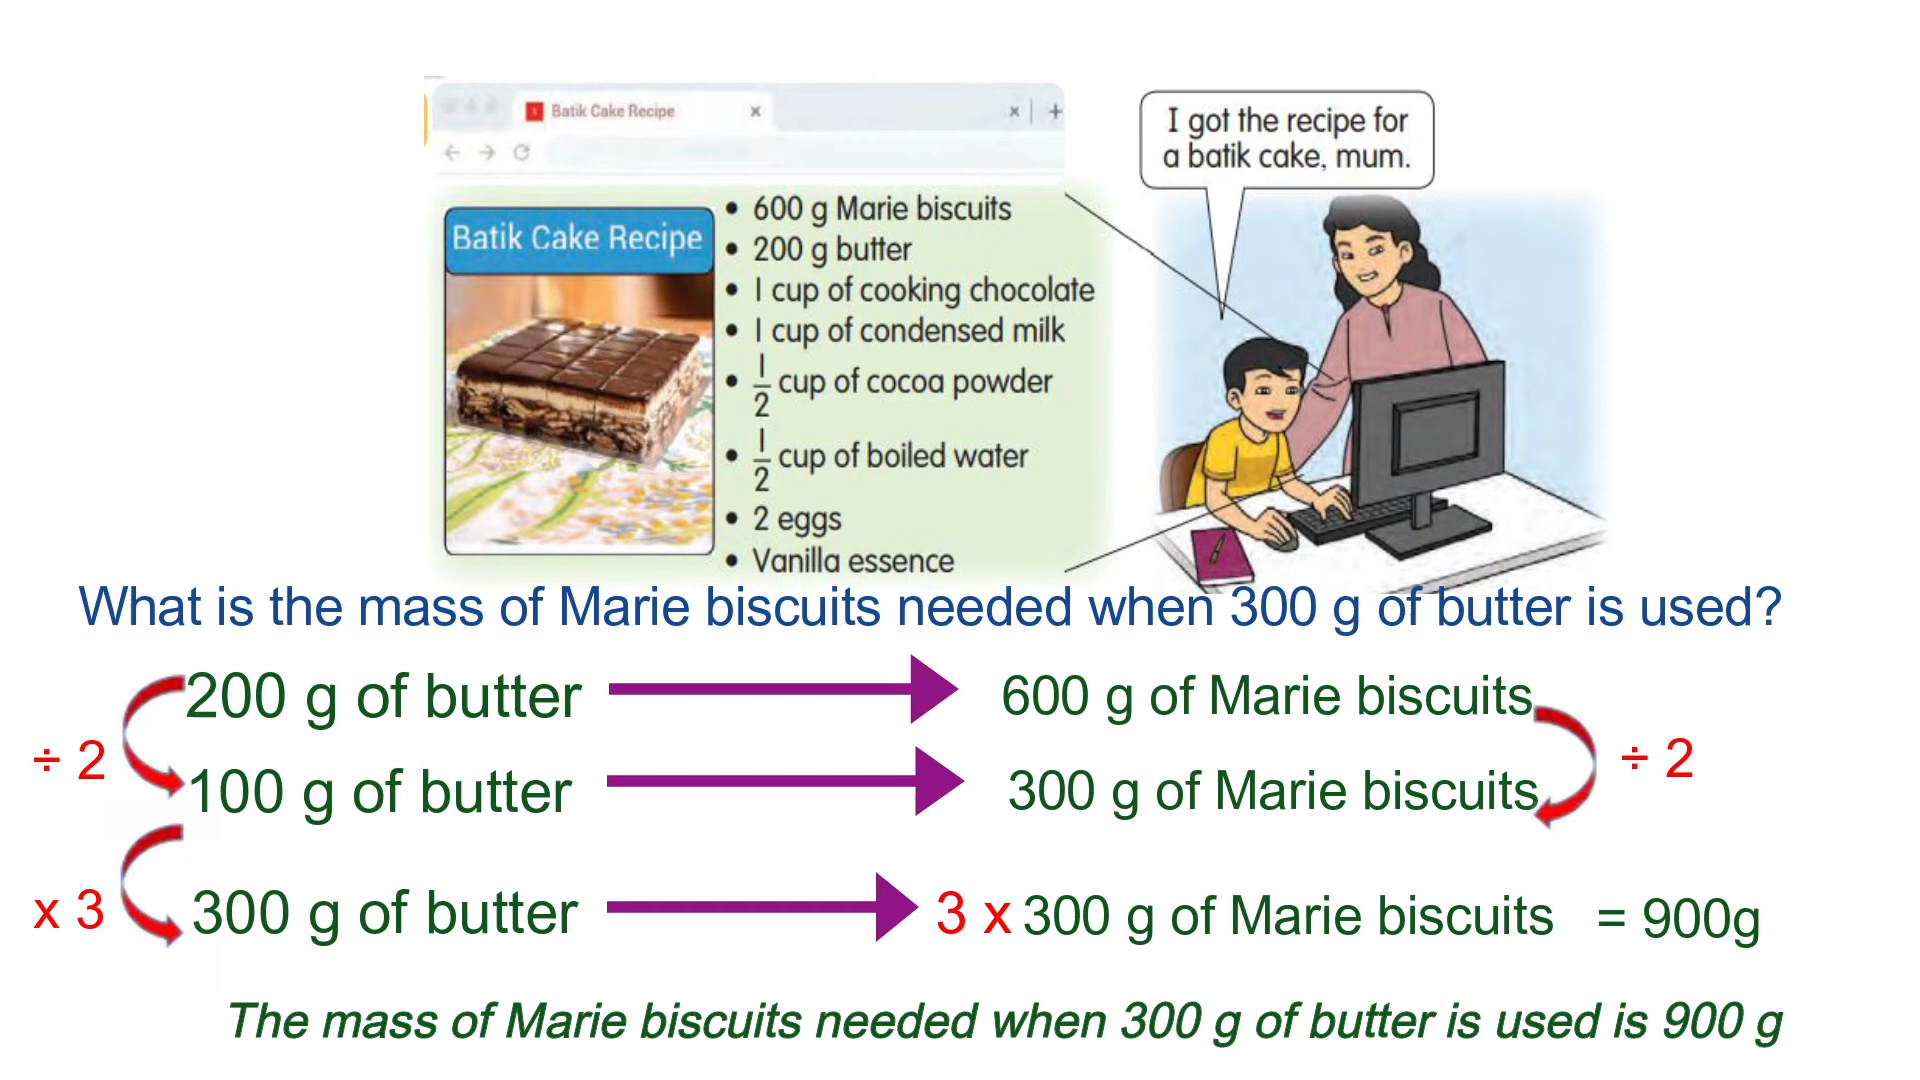 Batik Cake Recipe
I got the recipe for
a batik cake, mum.
Batik Cake Recipe
• 600 g Marie biscuits
• 200 g butter
• 1 cup of cooking chocolate
• 1 cup of condensed milk
• 1/2 cup of cocoa powder
• 1/2 cup of boiled water
• 2 eggs
• Vanilla essence
What is the mass of Marie biscuits needed when 300 g of butter is used?
200 g of butter 600 g of Marie biscuits
÷ 2 ÷ 2
100 g of butter 300 g of Marie biscuits
x 3 300 g of butter 3 x 300 g of Marie biscuits = 900g
The mass of Marie biscuits needed when 300 g of butter is used is 900 g